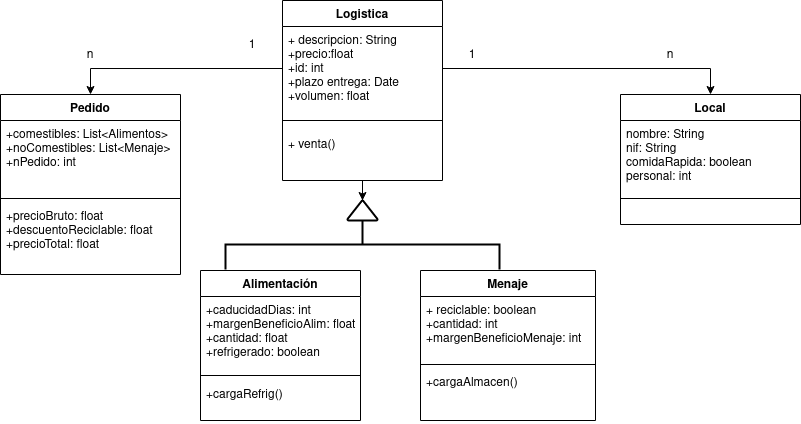 Logistica
+ descripcion: String
+precio:float
+id: int
+plazo entrega: Date
+volumen: float
+ venta()
1
n
1
n
Pedido
+comestibles: List<Alimentos>
+noComestibles: List<Menaje>
+nPedido: int
+precioBruto: float
+descuentoReciclable: float
+precioTotal: float
Local
nombre: String
nif: String
comidaRapida: boolean
personal: int
Alimentación
+caducidadDias: int
+margenBeneficioAlim: float
+cantidad: float
+refrigerado: boolean
+cargaRefrig()
Menaje
+ reciclable: boolean
+cantidad: int
+margenBeneficioMenaje: int
+cargaAlmacen()